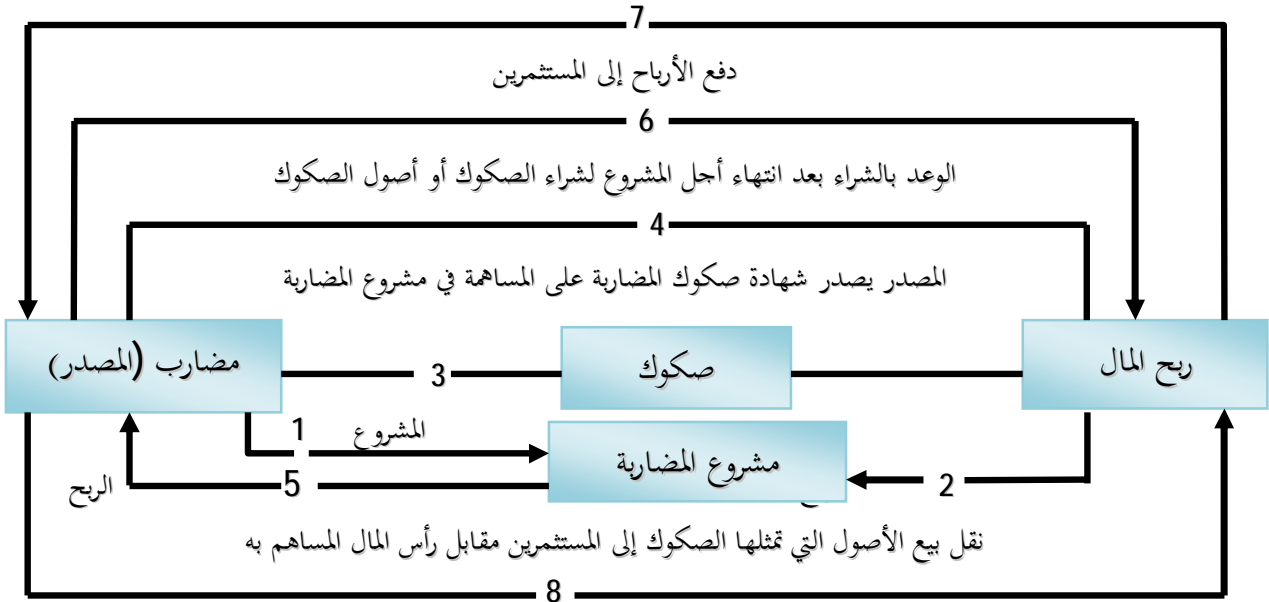 7
دفع الأرباح إلى المستثمرين
6
الوعد بالشراء بعد انتهاء أجل المشروع لشراء الصكوك أو أصول الصكوك
4
المصدر يصدر شهادة صكوك المضاربة على المساهمة في مشروع المضاربة
ربح المال
صكوك
3
مضارب (المصدر)
1
المشروع
مشروع المضاربة
2
5
الربح
نقل بيع الأصول التي تمثلها الصكوك إلى المستثمرين مقابل رأس المال المساهم به
8